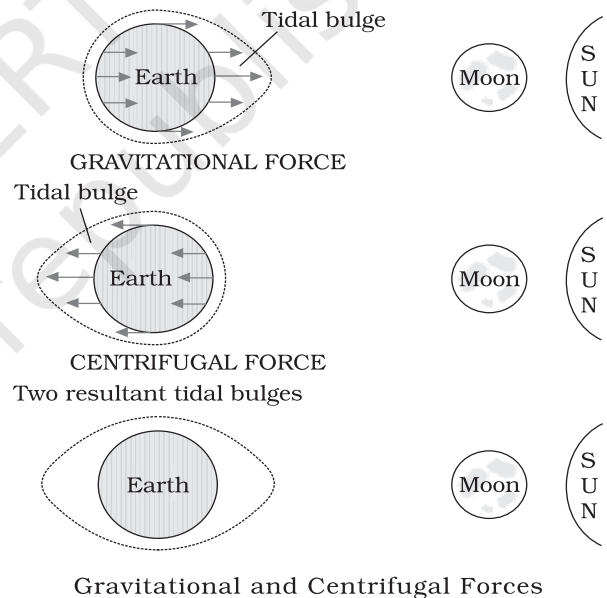 Tidal bulge
Earth
Moon
S
U
N
GRAVITATIONAL FORCE
Tidal bulge
Earth
Moon
S
U
N
CENTRIFUGAL FORCE
Two resultant tidal bulges
Earth
Moon
S
U
N
Gravitational and Centrifugal Forces